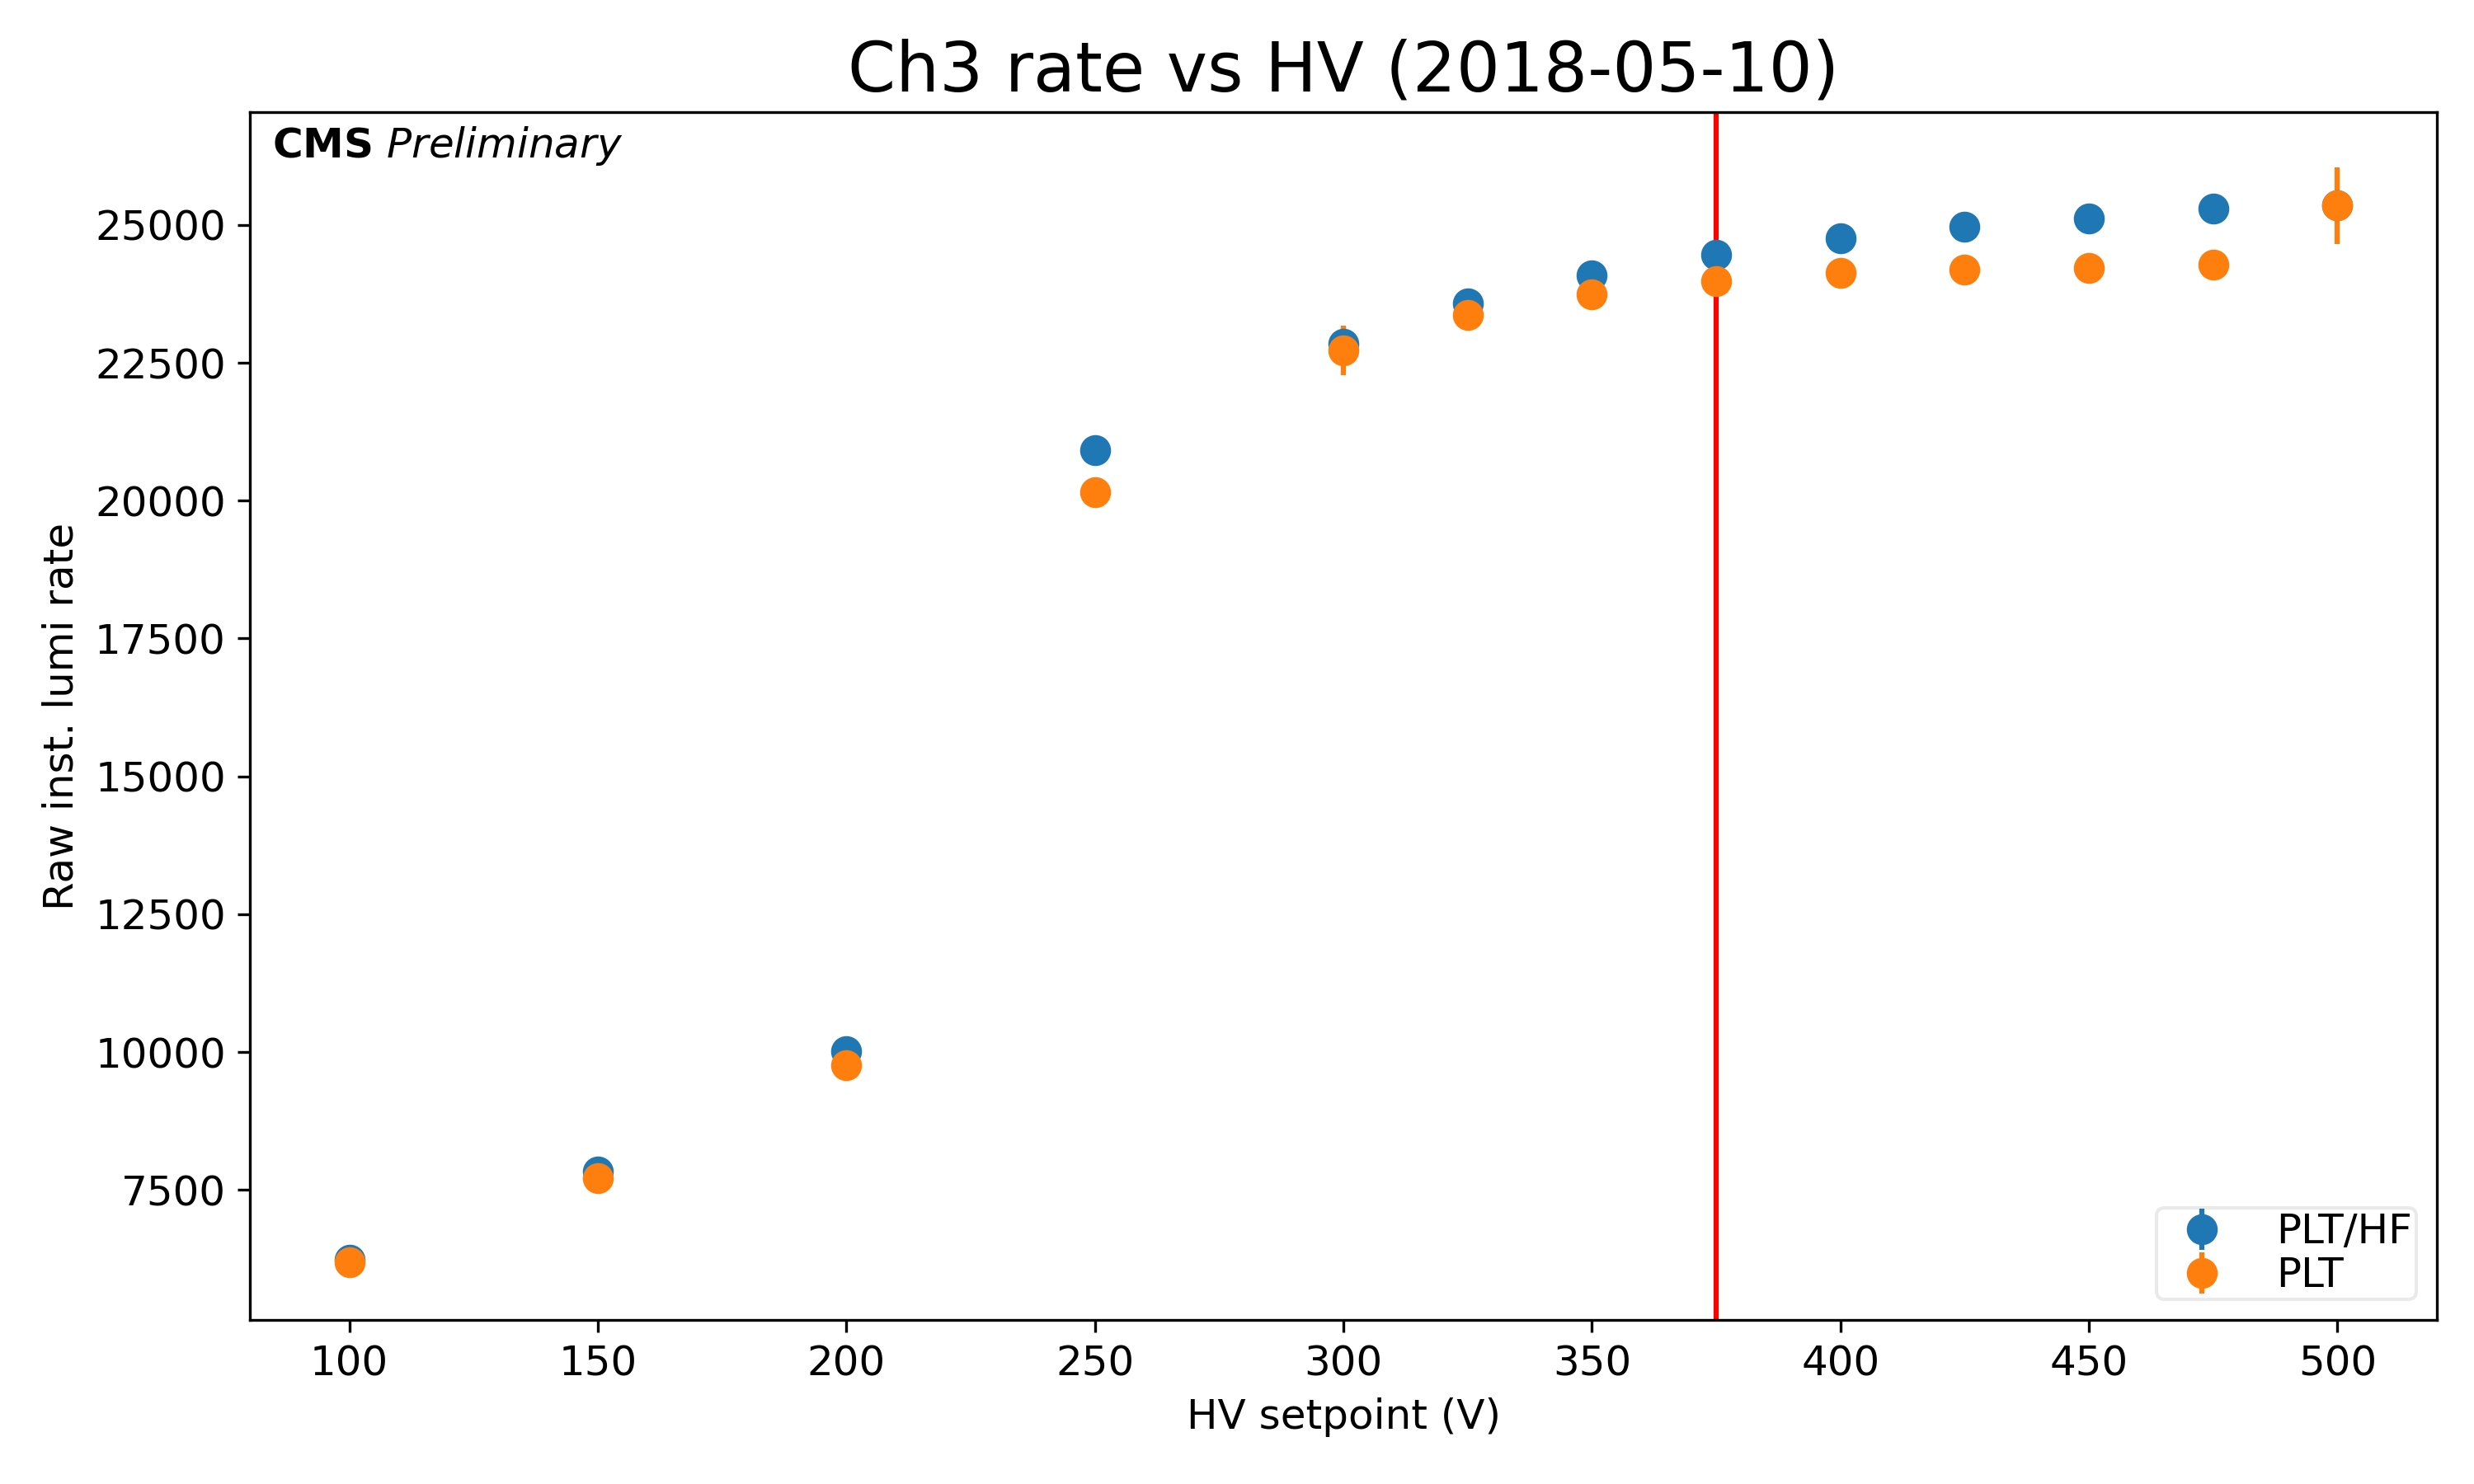 Ch3 rate vs HV (2018-05-10)
CMS Preliminary
Raw inst. lumi rate
25000
22500
20000
17500
15000
12500
10000
7500
100 150 200 250 300 350 400 450 500
HV setpoint (V)
PLT/HF
PLT